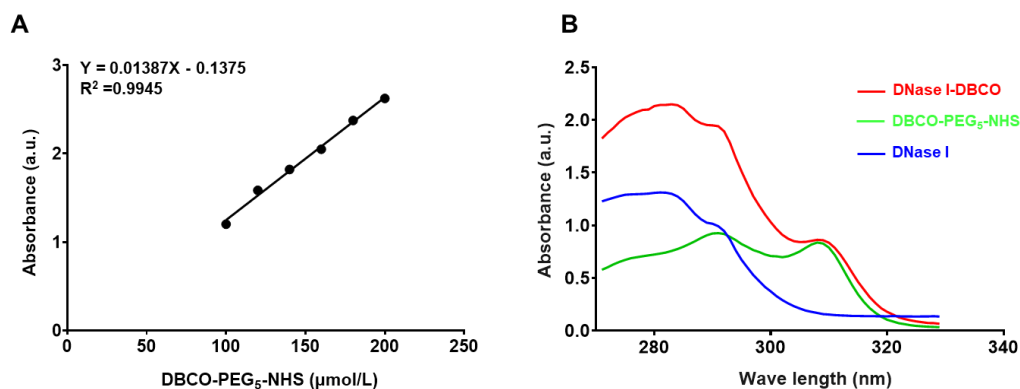 A
Y = 0.01387X - 0.1375
R² =0.9945
Absorbance (a.u.)
3
2
1
0
0 50 100 150 200 250
DBCO-PEG₅-NHS (μmol/L)
B
DNase I-DBCO
DBCO-PEG₅-NHS
DNase I
Absorbance (a.u.)
2.5
2.0
1.5
1.0
0.5
0.0
280 300 320 340
Wave length (nm)